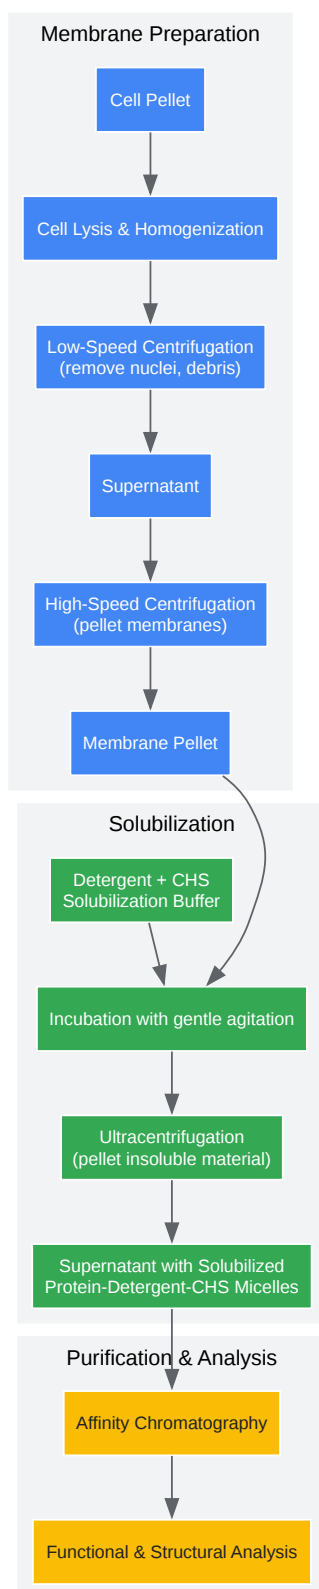 Membrane Preparation
Cell Pellet
Cell Lysis & Homogenization
Low-Speed Centrifugation
(remove nuclei, debris)
Supernatant
High-Speed Centrifugation
(pellet membranes)
Membrane Pellet
Solubilization
Detergent + CHS
Solubilization Buffer
Incubation with gentle agitation
Ultracentrifugation
(pellet insoluble material)
Supernatant with Solubilized
Protein-Detergent-CHS Micelles
Purification & Analysis
Affinity Chromatography
Functional & Structural Analysis